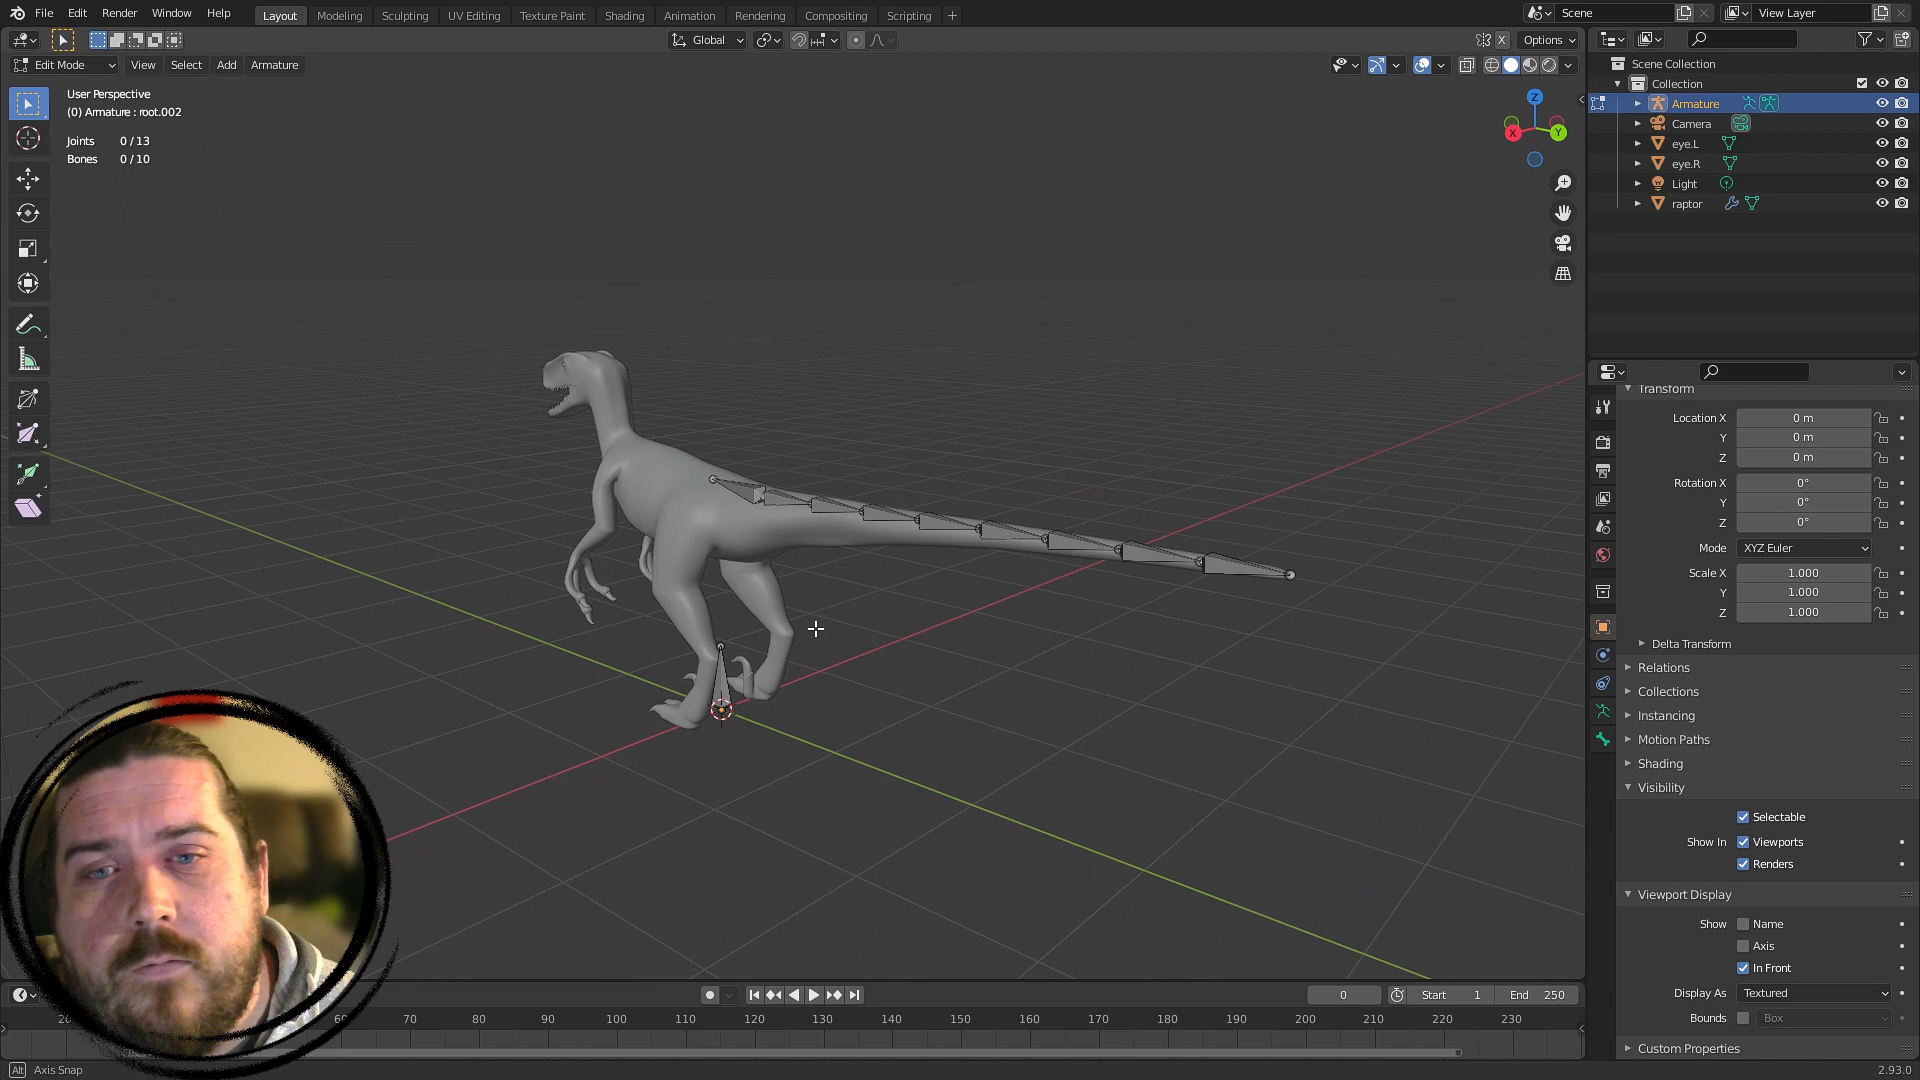 File Edit Render Window Help Layout Modeling Sculpting UV Editing Texture Paint Shading Animation Rendering Compositing Scripting + Scene View Layer
Global X Options
Edit Mode View Select Add Armature
User Perspective
(0) Armature : root.002
Joints 0 / 13
Bones 0 / 10
Z
X
Y
Scene Collection
Collection
Armature
Camera
eye.L
eye.R
Light
raptor
Transform
Location X 0 m
Y 0 m
Z 0 m
Rotation X 0°
Y 0°
Z 0°
Mode XYZ Euler
Scale X 1.000
Y 1.000
Z 1.000
Delta Transform
Relations
Collections
Instancing
Motion Paths
Shading
Visibility
Selectable
Show In Viewports
Renders
Viewport Display
Show Name
Axis
In Front
Display As Textured
Bounds Box
Custom Properties
0 Start 1 End 250
60 70 80 90 100 110 120 130 140 150 160 170 180 190 200 210 220 230
Alt Axis Snap
2.93.0